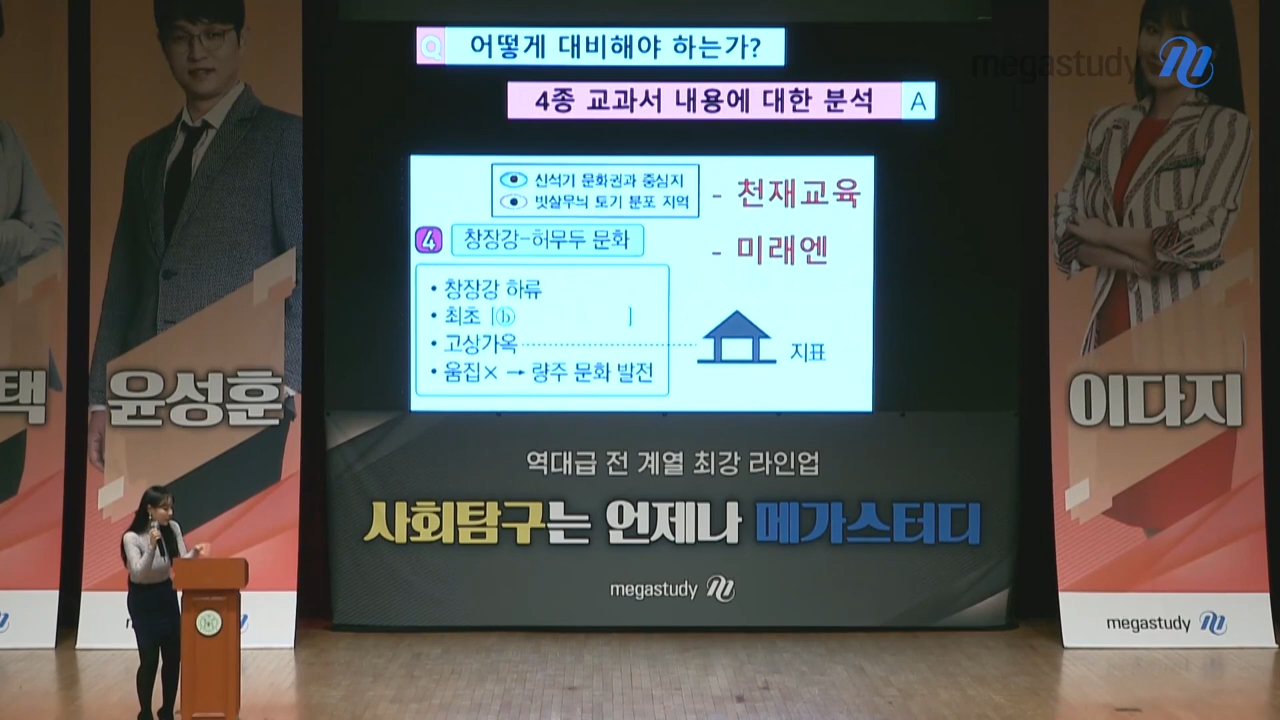 Q 어떻게 대비해야 하는가?
4종 교과서 내용에 대한 분석 A
megastudy
신석기 문화권과 중심지
빗살무늬 토기 분포 지역
- 천재교육
- 미래엔
4 창장강-허무두 문화
• 창장강 하류
• 최초 [ⓑ ]
• 고상가옥
지표
• 움집× → 량주 문화 발전
택
윤성훈
이다지
역대급 전 계열 최강 라인업
사회탐구는 언제나 메가스터디
megastudy
megastudy